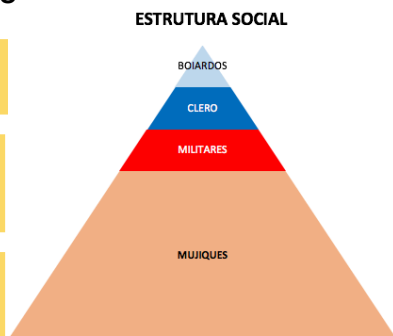 ESTRUTURA SOCIAL
BOIARDOS
CLERO
MILITARES
MUJIQUES